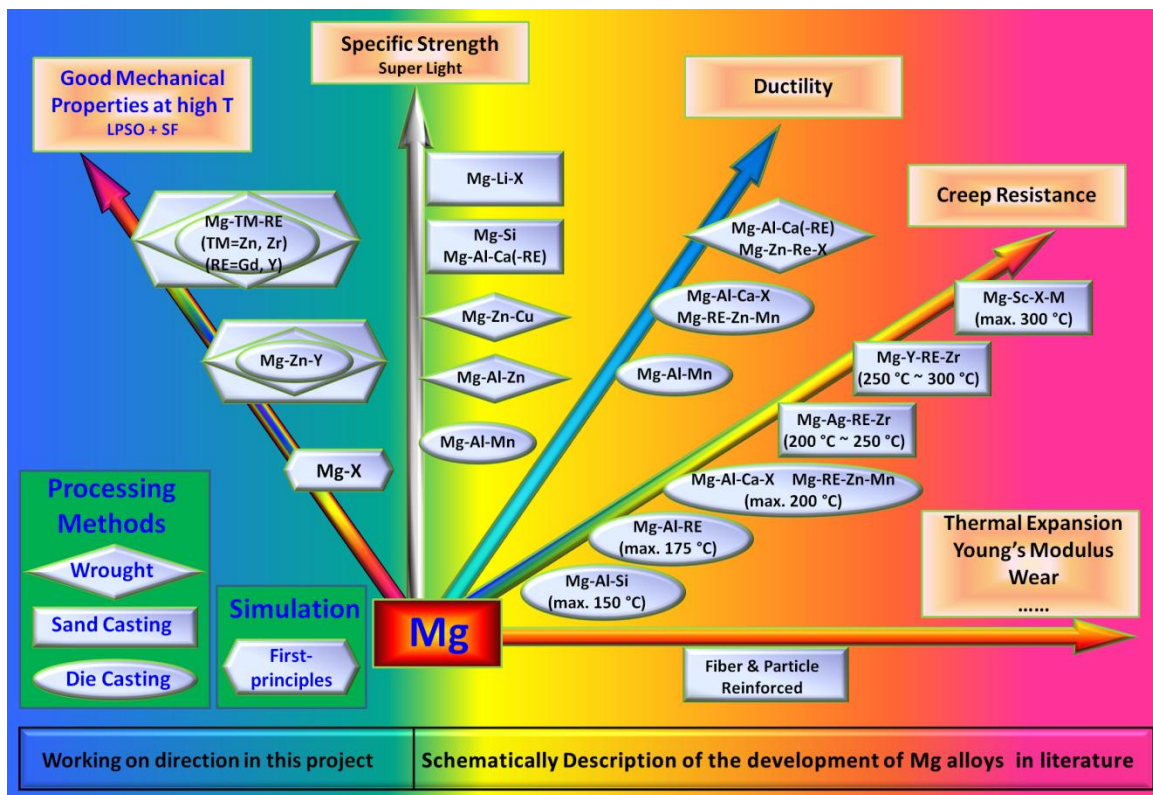 Specific Strength
Super Light
Good Mechanical
Properties at high T
LPSO + SF
Ductility
Creep Resistance
Mg-TM-RE
(TM=Zn, Zr)
(RE=Gd, Y)
Mg-Zn-Y
Mg-X
Mg-Li-X
Mg-Si
Mg-Al-Ca(-RE)
Mg-Zn-Cu
Mg-Al-Zn
Mg-Al-Mn
Mg-Al-Ca(-RE)
Mg-Zn-Re-X
Mg-Al-Ca-X
Mg-RE-Zn-Mn
Mg-Al-Mn
Mg-Sc-X-M
(max. 300 °C)
Mg-Y-RE-Zr
(250 °C ~ 300 °C)
Mg-Ag-RE-Zr
(200 °C ~ 250 °C)
Mg-Al-Ca-X Mg-RE-Zn-Mn
(max. 200 °C)
Mg-Al-RE
(max. 175 °C)
Mg-Al-Si
(max. 150 °C)
Thermal Expansion
Young’s Modulus
Wear
......
Fiber & Particle
Reinforced
Mg
Processing
Methods
Wrought
Sand Casting
Die Casting
Simulation
First-
principles
Working on direction in this project
Schematically Description of the development of Mg alloys in literature